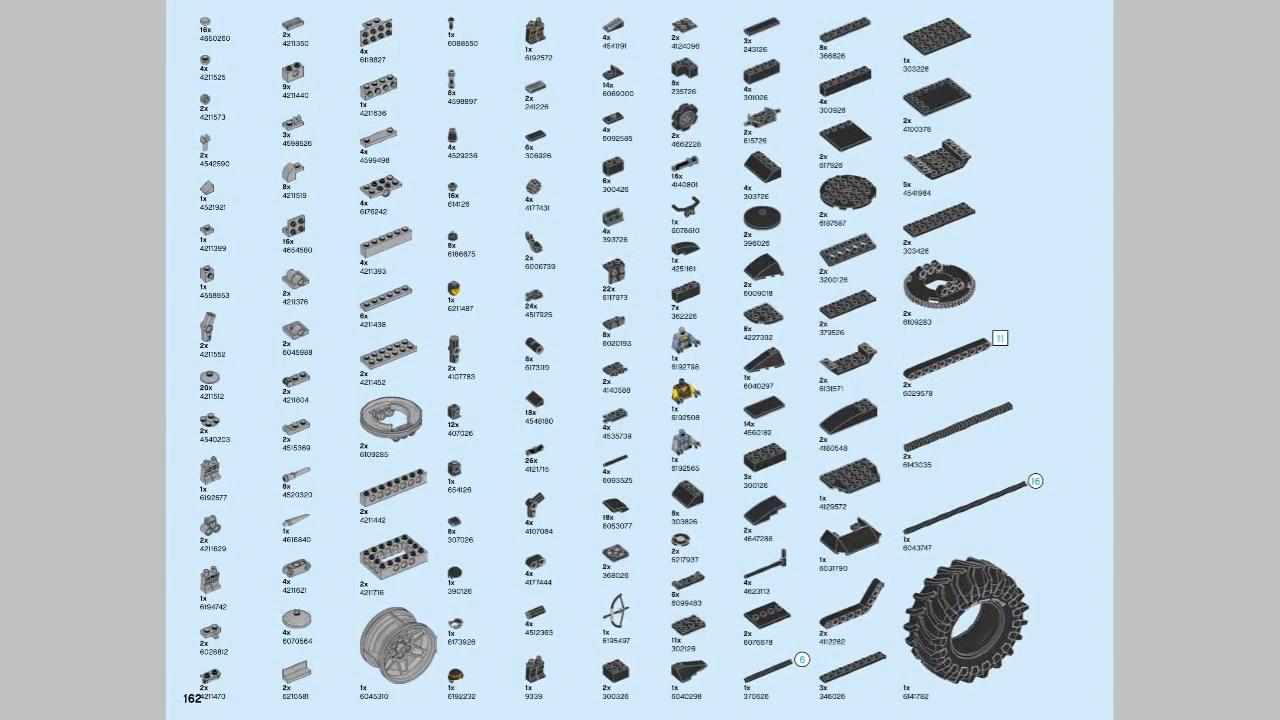 16x
4650260
4x
4211525
2x
4211573
2x
4542590
1x
4521921
1x
4211399
1x
4558953
2x
4211552
20x
4211512
2x
4540203
1x
6192577
2x
4211629
1x
6194742
2x
6028812
2x
4211470
2x
4211350
9x
4211440
3x
4598526
8x
4211519
16x
4654580
2x
4211376
2x
6045988
2x
4211804
2x
4515369
8x
4520320
1x
4616840
4x
4211621
4x
6070564
2x
6210581
4x
6118827
1x
4211636
4x
4599498
4x
6176242
4x
4211393
6x
4211438
2x
4211452
2x
6109285
2x
4211442
2x
4211716
1x
6042310
1x
6088550
8x
4598897
4x
4529236
16x
614126
8x
6186675
1x
6211487
2x
4107783
12x
407026
1x
654126
8x
307026
1x
390126
1x
6173926
1x
6192232
1x
6192572
2x
241226
6x
306926
4x
4177431
2x
6006739
24x
4517925
8x
6173119
18x
4548180
26x
4121715
4x
4107084
4x
4177444
4x
4512363
1x
9339
4x
4541191
14x
6069000
4x
6092585
6x
300426
4x
393726
22x
6117973
8x
6020193
2x
4140588
4x
4535739
4x
6093525
18x
6053077
2x
368026
1x
6195497
2x
300326
2x
4124096
8x
235726
2x
4662228
16x
4140801
1x
6078610
1x
4251161
7x
362226
1x
6192798
1x
6192508
1x
6192565
8x
303826
2x
6217937
6x
6099483
11x
302126
1x
6040298
3x
243126
4x
301026
2x
615726
4x
303726
2x
396026
2x
6009018
8x
4227392
1x
6040297
14x
4560182
3x
300126
2x
4647286
4x
4623113
2x
6076678
6
1x
370626
8x
366626
4x
300926
2x
617926
2x
6187587
2x
3200126
2x
379526
2x
6131571
2x
4180548
1x
4129572
1x
6031790
2x
4112282
3x
346026
1x
303226
2x
4100378
5x
4541984
2x
303426
2x
6109283
11
2x
6029578
2x
6143035
16
1x
6043747
1x
6141782
162